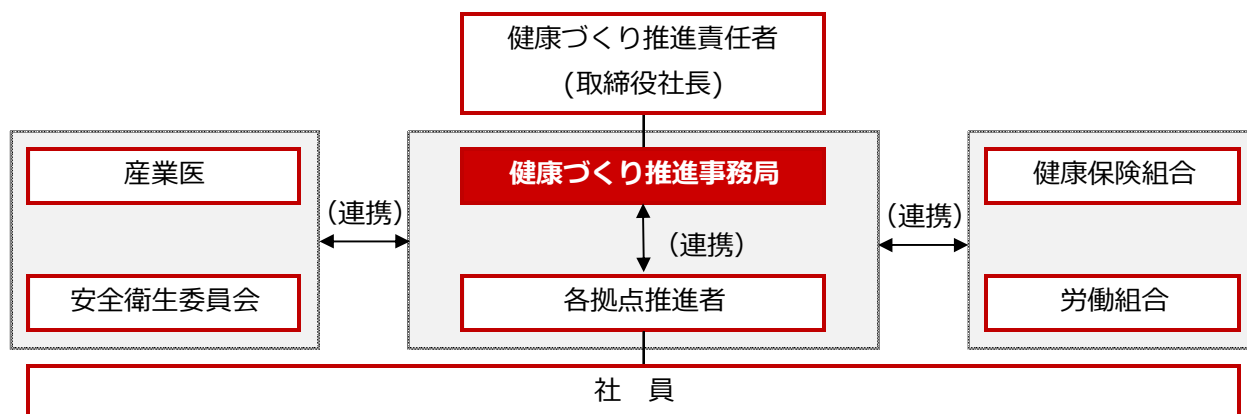 健康づくり推進責任者
(取締役社長)
産業医
健康づくり推進事務局
健康保険組合
（連携）
（連携）
（連携）
安全衛生委員会
各拠点推進者
労働組合
社　員